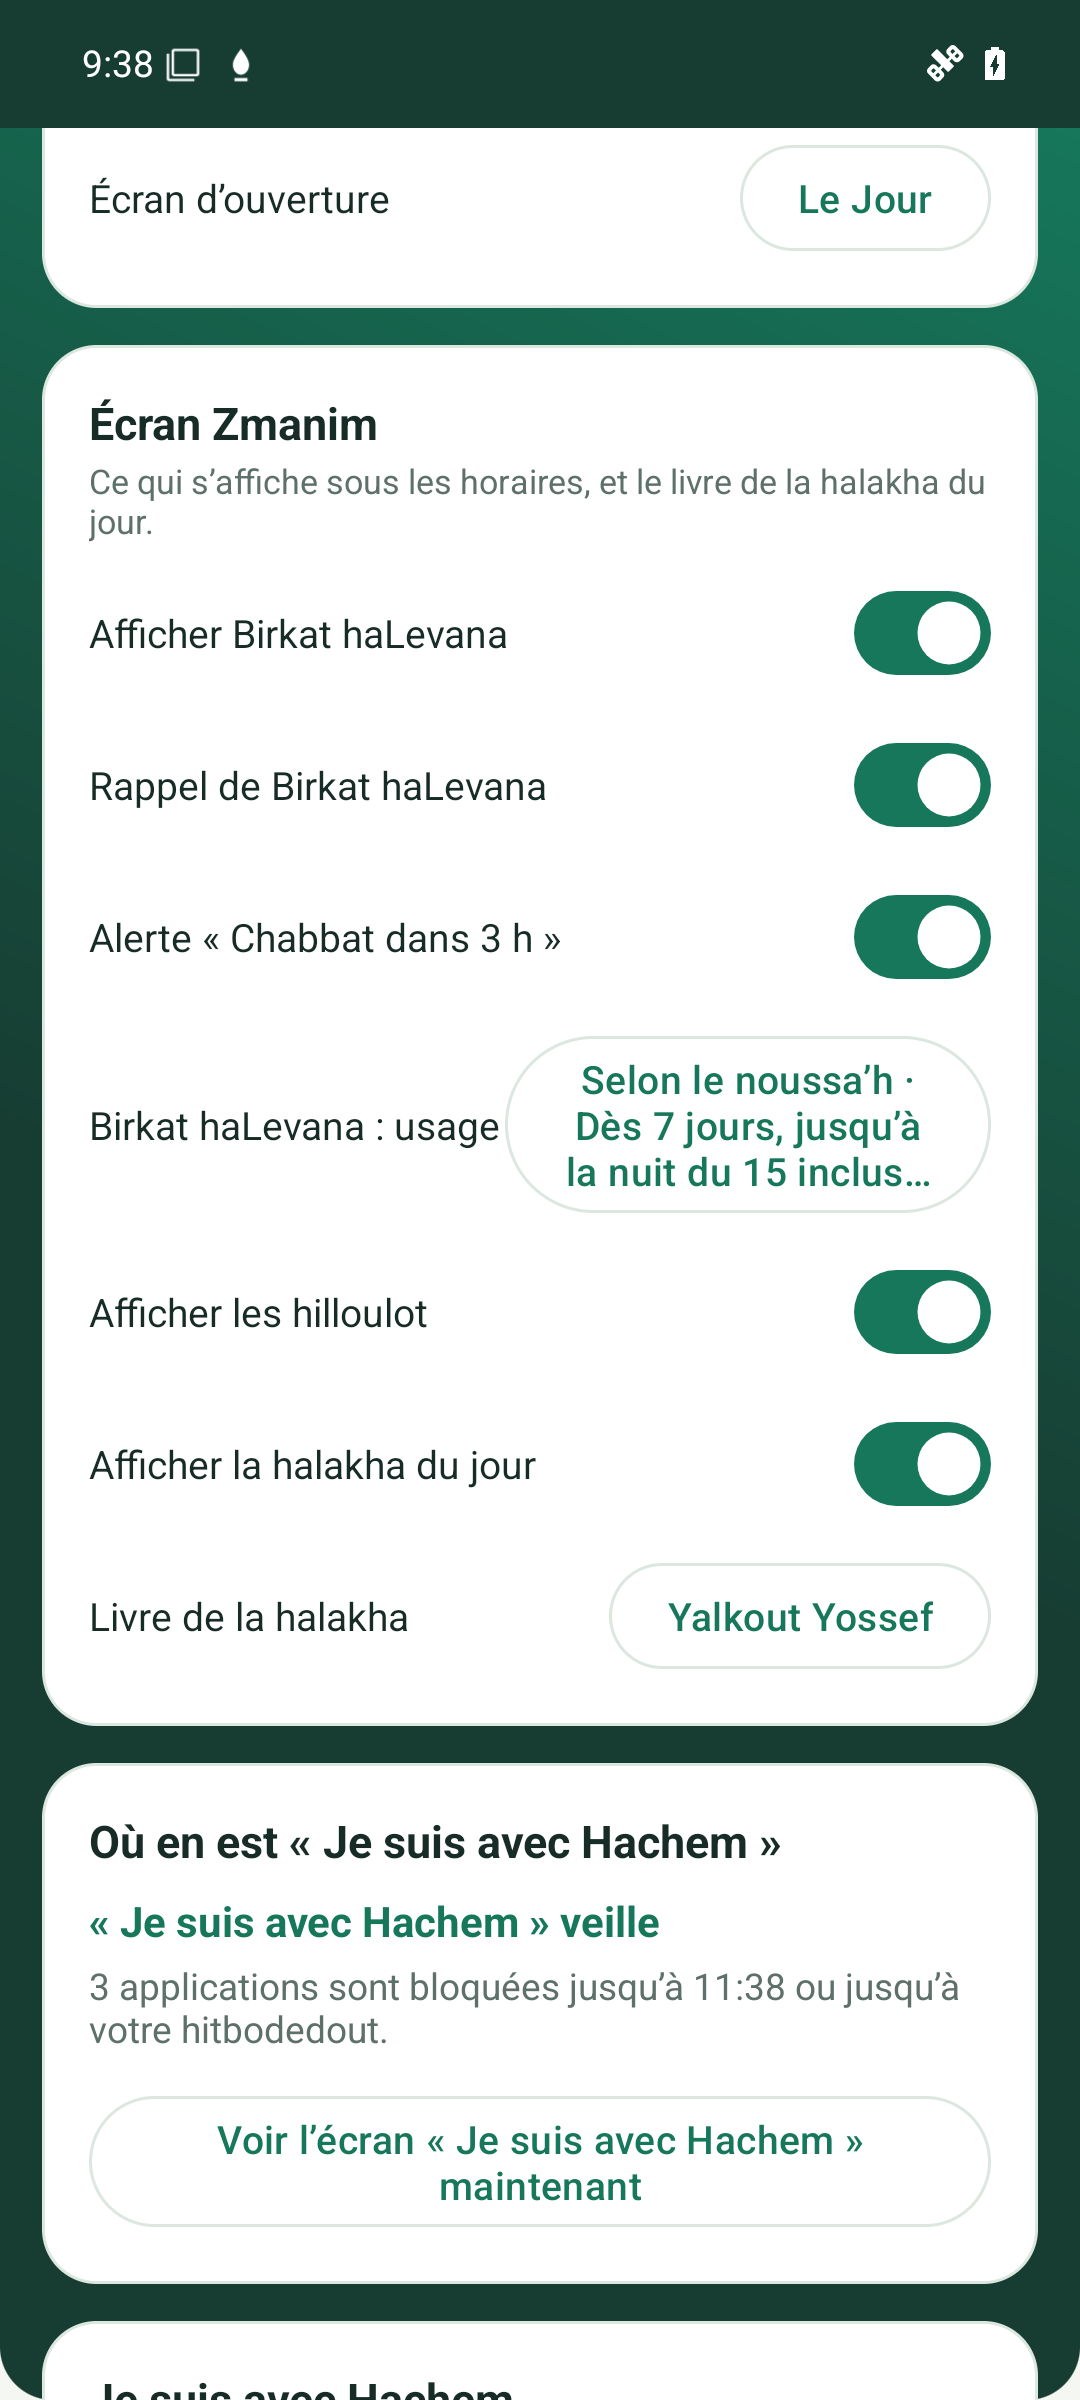 9:38
Écran d’ouverture
Le Jour
Écran Zmanim
Ce qui s’affiche sous les horaires, et le livre de la halakha du
jour.
Afficher Birkat haLevana
Rappel de Birkat haLevana
Alerte « Chabbat dans 3 h »
Birkat haLevana : usage
Selon le noussa’h ·
Dès 7 jours, jusqu’à
la nuit du 15 inclus…
Afficher les hilloulot
Afficher la halakha du jour
Livre de la halakha
Yalkout Yossef
Où en est « Je suis avec Hachem »
« Je suis avec Hachem » veille
3 applications sont bloquées jusqu’à 11:38 ou jusqu’à
votre hitbodedout.
Voir l’écran « Je suis avec Hachem »
maintenant
Je suis avec Hachem